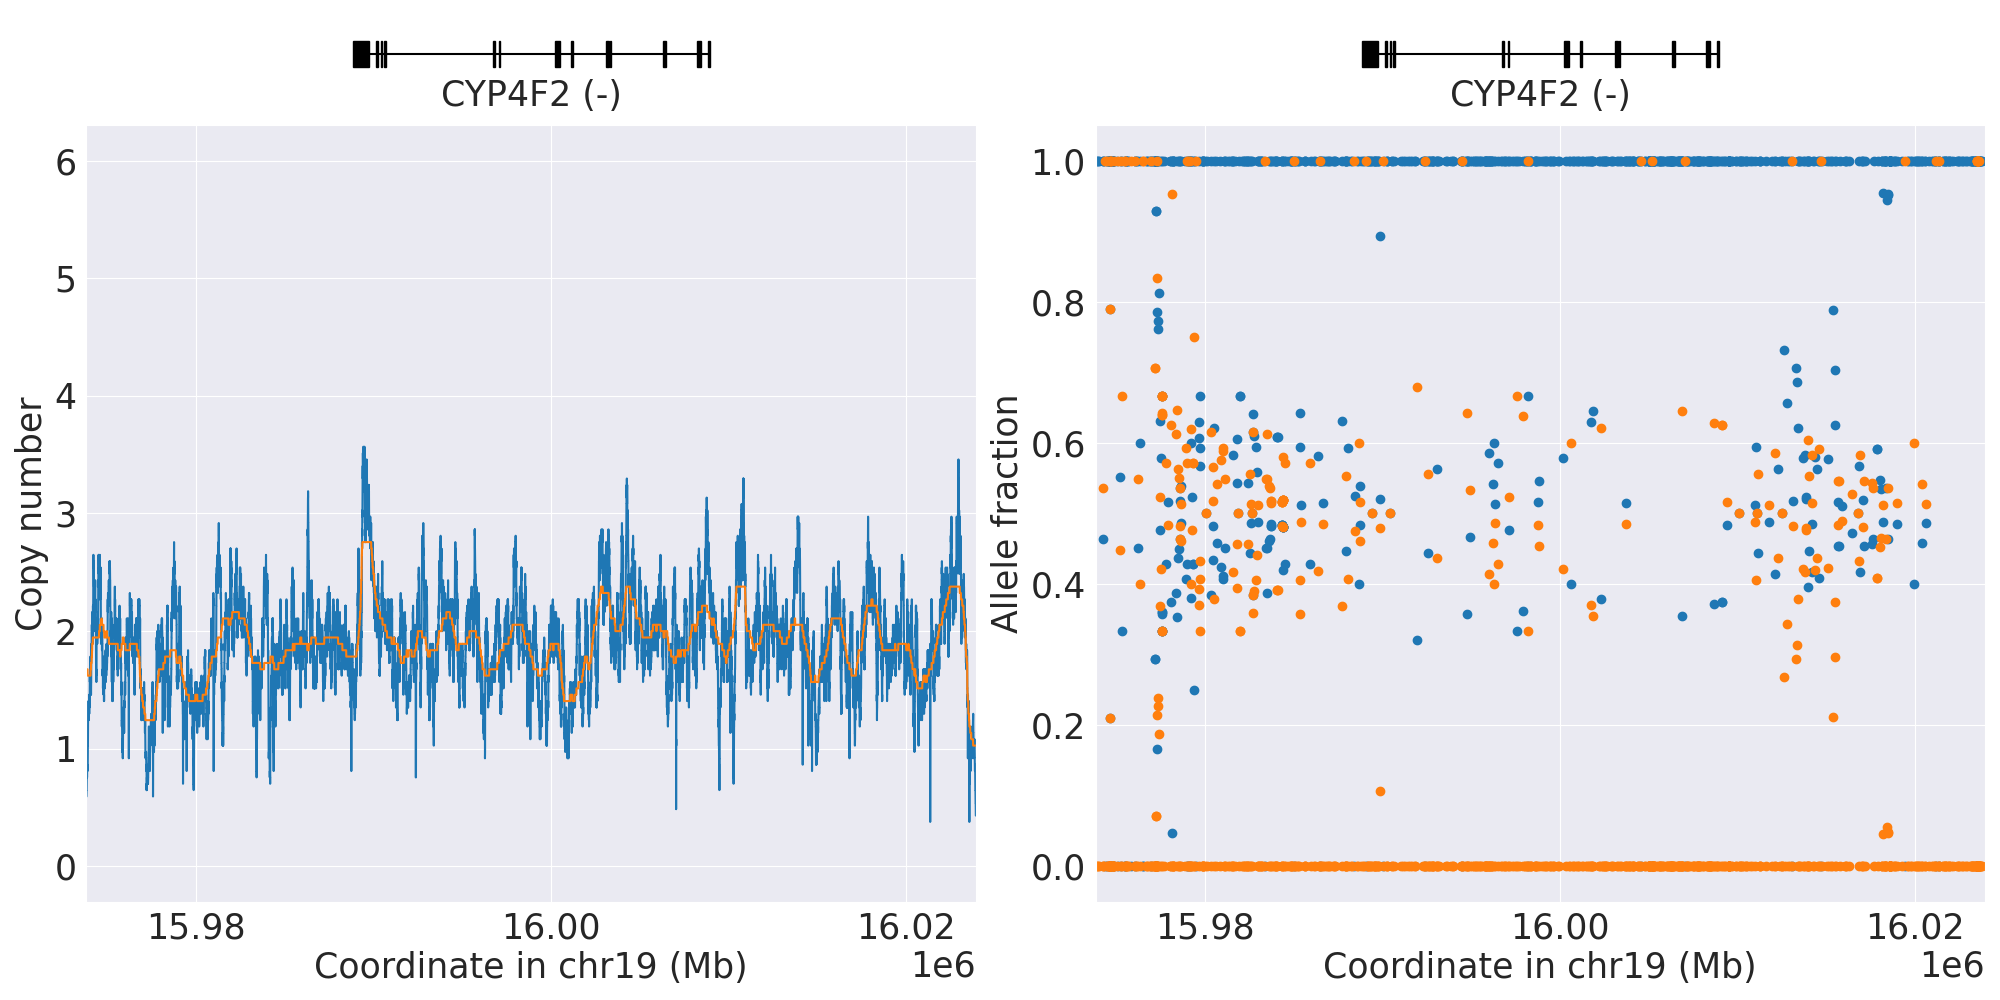 CYP4F2 (-)
6
5
4
3
2
1
0
Copy number
15.98
16.00
16.02
1e6
Coordinate in chr19 (Mb)
CYP4F2 (-)
1.0
0.8
0.6
0.4
0.2
0.0
Allele fraction
15.98
16.00
16.02
1e6
Coordinate in chr19 (Mb)